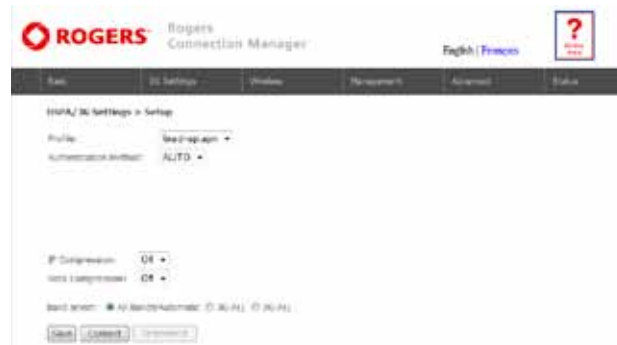 ROGERS Rogers
Connection Manager
English | Français
?
Basic 3G Settings Wireless Management Advanced Status
HSPA/3G Settings > Setup
Profile:
Authentication Method: AUTO
IP Compression: Off
Data Compression: Off
Band select: All Bands/Automatic
Save Connect